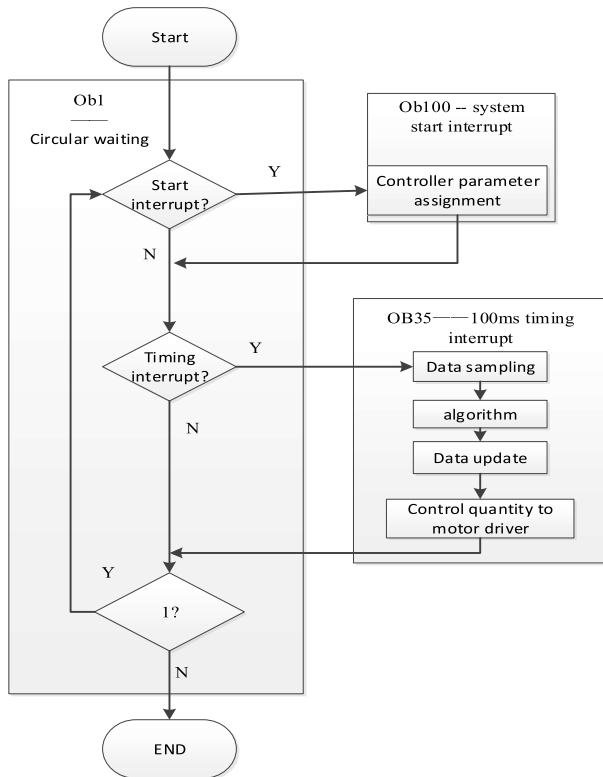 Start
Ob1
——
Circular waiting
Start
interrupt?
Y
N
Ob100 -- system
start interrupt
Controller parameter
assignment
Timing
interrupt?
Y
N
OB35——100ms timing
interrupt
Data sampling
algorithm
Data update
Control quantity to
motor driver
Y
1?
N
END